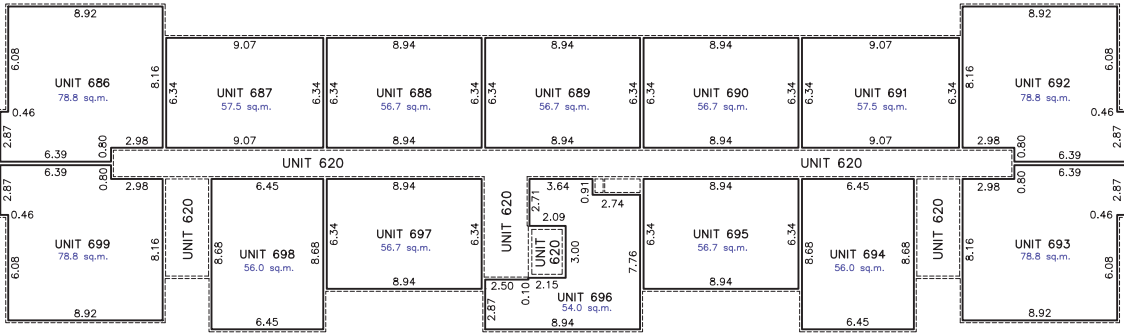 8.92
8.92
9.07
8.94
8.94
8.94
9.07
6.08
8.16
UNIT 686
78.8 sq.m.
0.46
2.87
2.98
0.80
6.39
6.34
UNIT 687
57.5 sq.m.
6.34
9.07
6.34
UNIT 688
56.7 sq.m.
6.34
8.94
6.34
UNIT 689
56.7 sq.m.
6.34
8.94
6.34
UNIT 690
56.7 sq.m.
6.34
8.94
6.34
UNIT 691
57.5 sq.m.
6.34
9.07
8.16
UNIT 692
78.8 sq.m.
6.08
0.46
2.87
2.98
0.80
6.39
UNIT 620
UNIT 620
6.39
0.80
2.87
2.98
0.46
UNIT 699
78.8 sq.m.
8.16
6.08
8.92
UNIT 620
6.45
8.68
UNIT 698
56.0 sq.m.
8.68
6.45
8.94
6.34
UNIT 697
56.7 sq.m.
6.34
8.94
UNIT 620
3.64
0.91
2.74
2.71
2.09
UNIT
620
3.00
7.76
2.50
0.10
2.15
2.87
UNIT 696
54.0 sq.m.
8.94
8.94
6.34
UNIT 695
56.7 sq.m.
6.34
8.94
6.45
8.68
UNIT 694
56.0 sq.m.
8.68
6.45
UNIT 620
6.39
0.80
2.87
2.98
0.46
8.16
UNIT 693
78.8 sq.m.
6.08
8.92